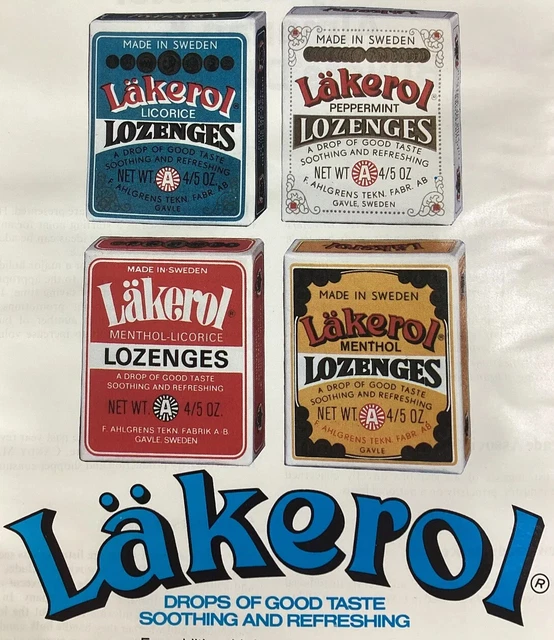 MADE IN SWEDEN
Läkerol®
LICORICE
LOZENGES
A DROP OF GOOD TASTE
SOOTHING AND REFRESHING
NET WT A 4/5 OZ
F. AHLGRENS TEKN. FABR. AB
GAVLE
MADE IN SWEDEN
Läkerol®
PEPPERMINT
LOZENGES
A DROP OF GOOD TASTE
SOOTHING AND REFRESHING
NET WT A 4/5 OZ
F. AHLGRENS TEKN. FABR. AB
GAVLE, SWEDEN
MADE IN SWEDEN
Läkerol®
MENTHOL-LICORICE
LOZENGES
A DROP OF GOOD TASTE
SOOTHING AND REFRESHING
NET WT. A 4/5 OZ.
F. AHLGRENS TEKN. FABRIK A·B
GAVLE, SWEDEN
MADE IN SWEDEN
Läkerol®
MENTHOL
LOZENGES
A DROP OF GOOD TASTE
SOOTHING AND REFRESHING
NET WT A 4/5 OZ
F. AHLGRENS TEKN. FABR. AB
GAVLE
Läkerol®
DROPS OF GOOD TASTE
SOOTHING AND REFRESHING